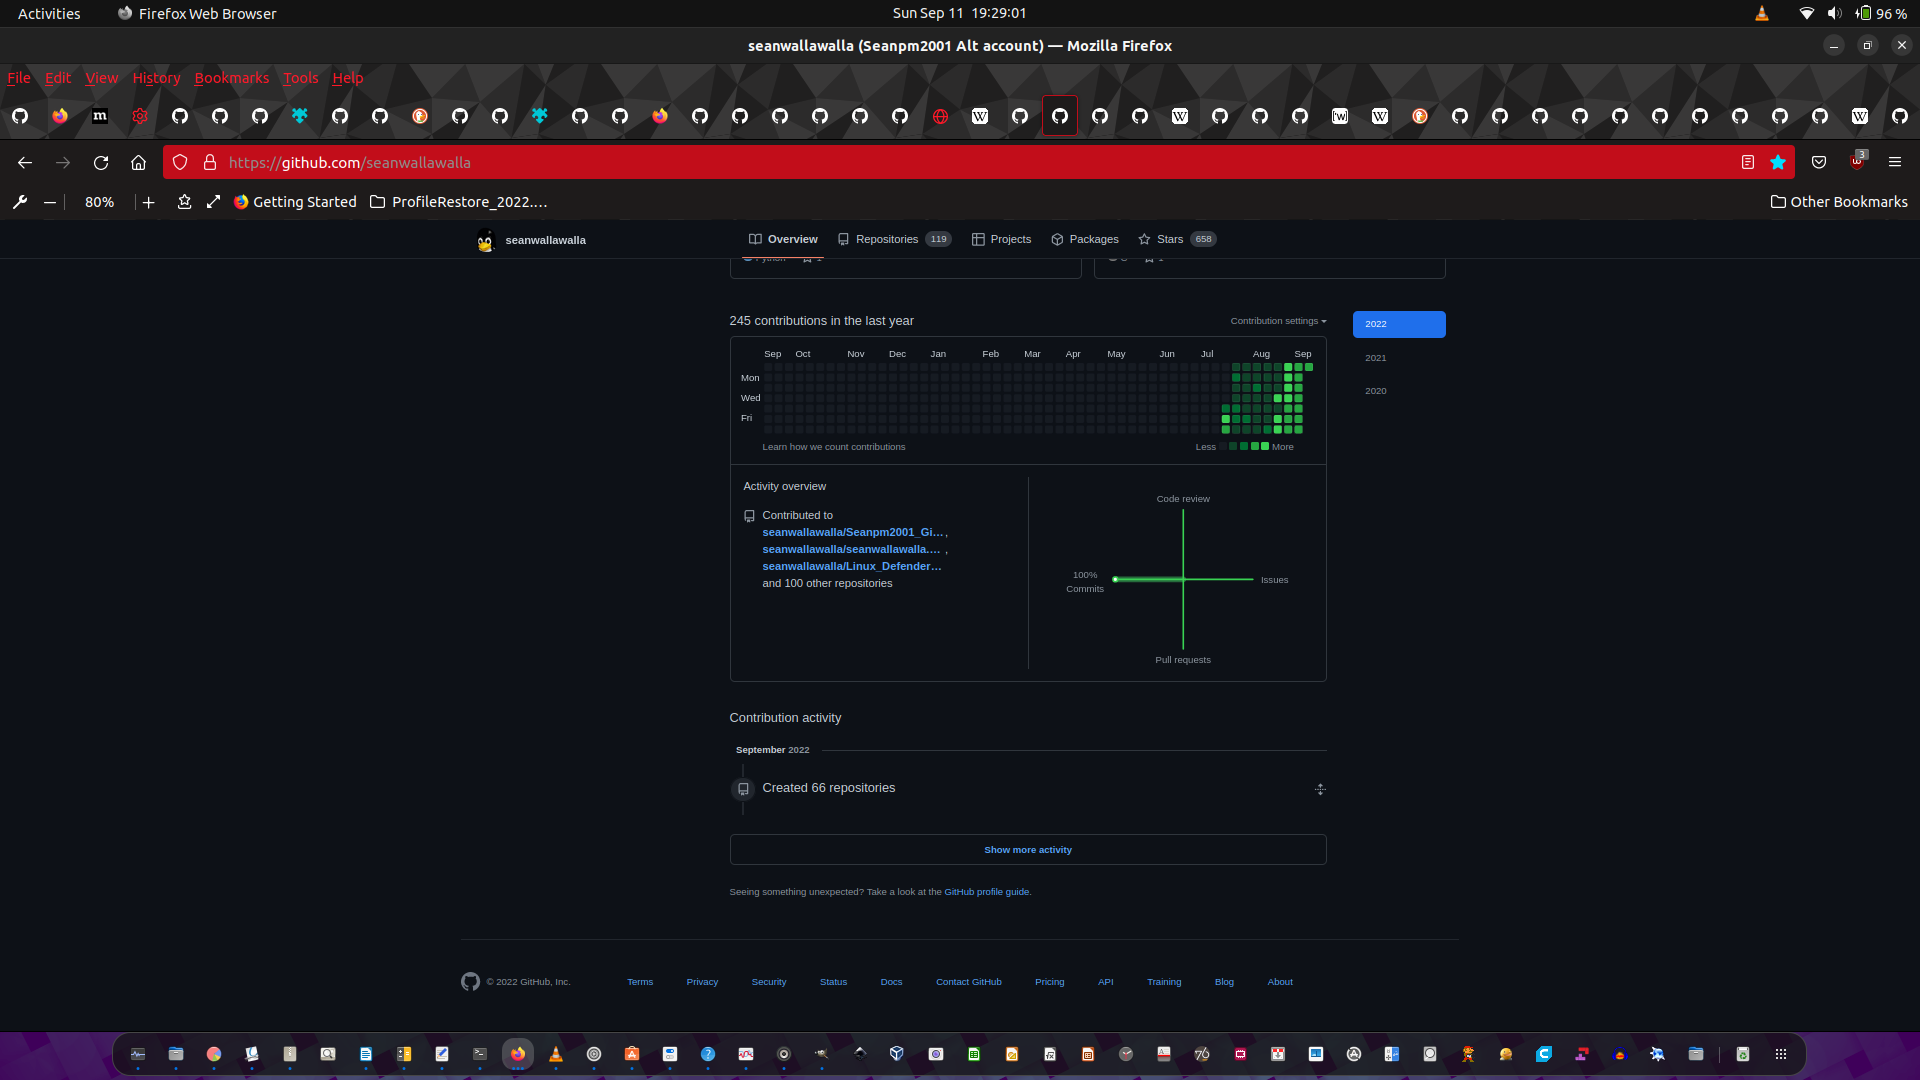 Activities Firefox Web Browser Sun Sep 11 19:29:01 96 %
seanwallawalla (Seanpm2001 Alt account) — Mozilla Firefox
File Edit View History Bookmarks Tools Help
https://github.com/seanwallawalla 3
80% Getting Started ProfileRestore_2022.… Other Bookmarks
seanwallawalla Overview Repositories 119 Projects Packages Stars 658
245 contributions in the last year Contribution settings 2022
Sep Oct Nov Dec Jan Feb Mar Apr May Jun Jul Aug Sep 2021
Mon
Wed 2020
Fri
Learn how we count contributions Less More
Activity overview
Contributed to
seanwallawalla/Seanpm2001_Gi… ,
seanwallawalla/seanwallawalla.… ,
seanwallawalla/Linux_Defender…
and 100 other repositories
Code review
100%
Commits
Issues
Pull requests
Contribution activity
September 2022
Created 66 repositories
Show more activity
Seeing something unexpected? Take a look at the GitHub profile guide.
© 2022 GitHub, Inc. Terms Privacy Security Status Docs Contact GitHub Pricing API Training Blog About